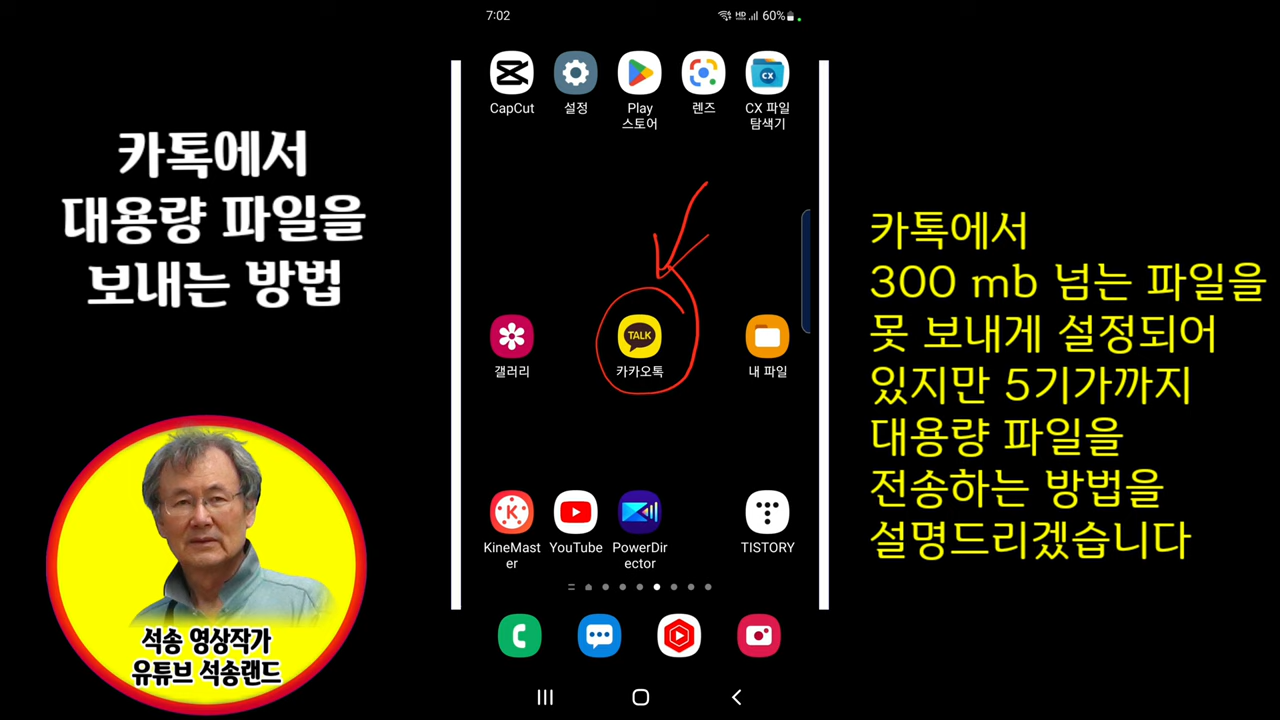 카톡에서
대용량 파일을
보내는 방법
석송 영상작가
유튜브 석송랜드
7:02
HD
60%
CapCut
설정
Play
스토어
렌즈
CX
CX 파일
탐색기
갤러리
TALK
카카오톡
내 파일
K
KineMast
er
YouTube
PowerDir
ector
TISTORY
카톡에서
300 mb 넘는 파일을
못 보내게 설정되어
있지만 5기가까지
대용량 파일을
전송하는 방법을
설명드리겠습니다